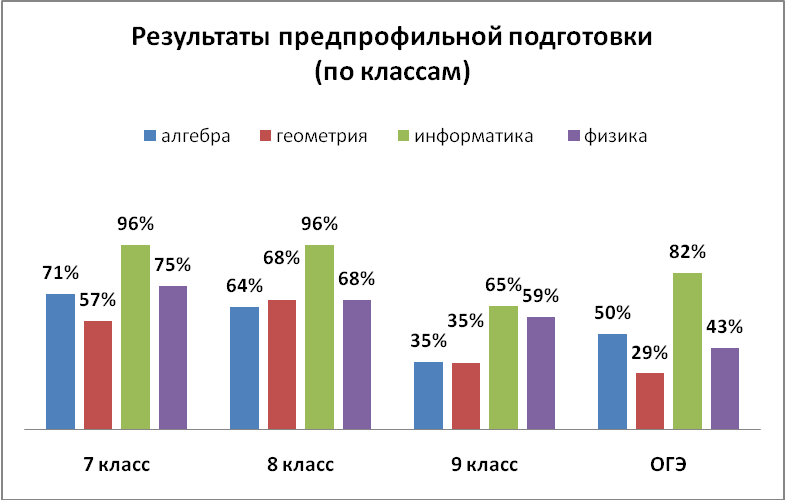 Результаты предпрофильной подготовки
(по классам)
алгебра геометрия информатика физика
71% 57% 96% 75% 64% 68% 96% 68% 35% 35% 65% 59% 50% 29% 82% 43%
7 класс 8 класс 9 класс ОГЭ